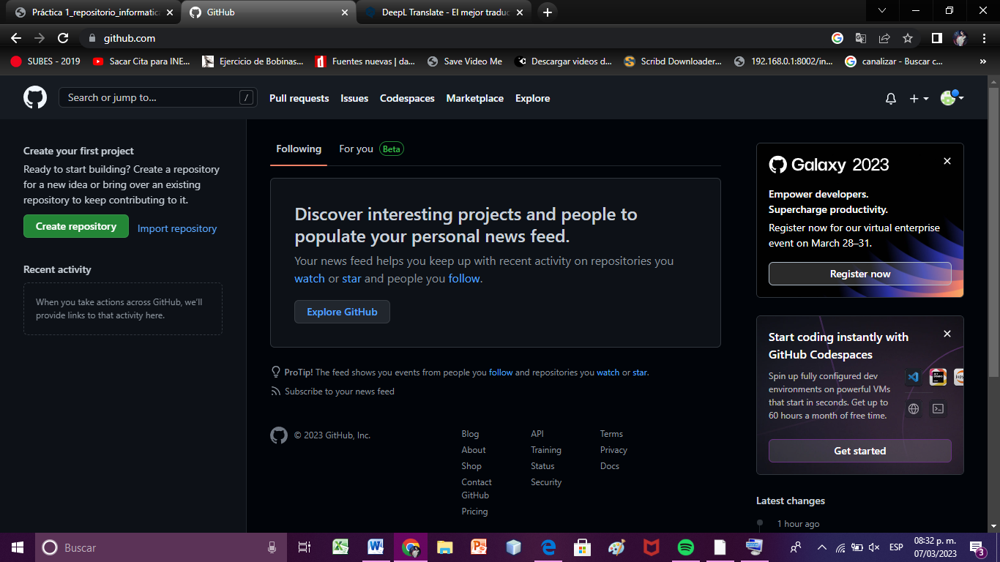 Práctica 1_repositorio_informatic
GitHub
DeepL Translate - El mejor traduc
github.com
SUBES - 2019
Sacar Cita para INE...
Ejercicio de Bobinas...
Fuentes nuevas | da...
Save Video Me
Descargar videos d...
Scribd Downloader...
192.168.0.1:8002/in...
canalizar - Buscar c...
»
Search or jump to...
/
Pull requests
Issues
Codespaces
Marketplace
Explore
Create your first project
Ready to start building? Create a repository
for a new idea or bring over an existing
repository to keep contributing to it.
Create repository
Import repository
Recent activity
When you take actions across GitHub, we'll
provide links to that activity here.
Following
For you
Beta
Discover interesting projects and people to
populate your personal news feed.
Your news feed helps you keep up with recent activity on repositories you
watch or star and people you follow.
Explore GitHub
ProTip! The feed shows you events from people you follow and repositories you watch or star.
Subscribe to your news feed
© 2023 GitHub, Inc.
Blog
About
Shop
Contact
GitHub
Pricing
API
Training
Status
Security
Terms
Privacy
Docs
Galaxy 2023
Empower developers.
Supercharge productivity.
Register now for our virtual enterprise
event on March 28–31.
Register now
Start coding instantly with
GitHub Codespaces
Spin up fully configured dev
environments on powerful VMs
that start in seconds. Get up to
60 hours a month of free time.
Get started
Latest changes
1 hour ago
Buscar
ESP
08:32 p. m.
07/03/2023
3